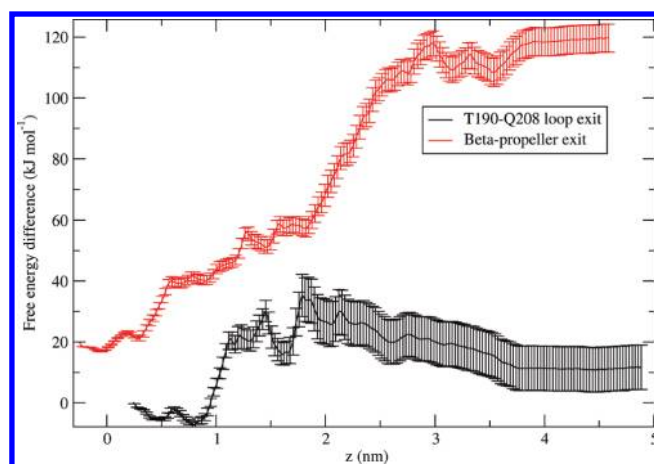 120
100
80
60
40
20
0
Free energy difference (kJ mol⁻¹)
T190-Q208 loop exit
Beta-propeller exit
0 1 2 3 4 5
z (nm)